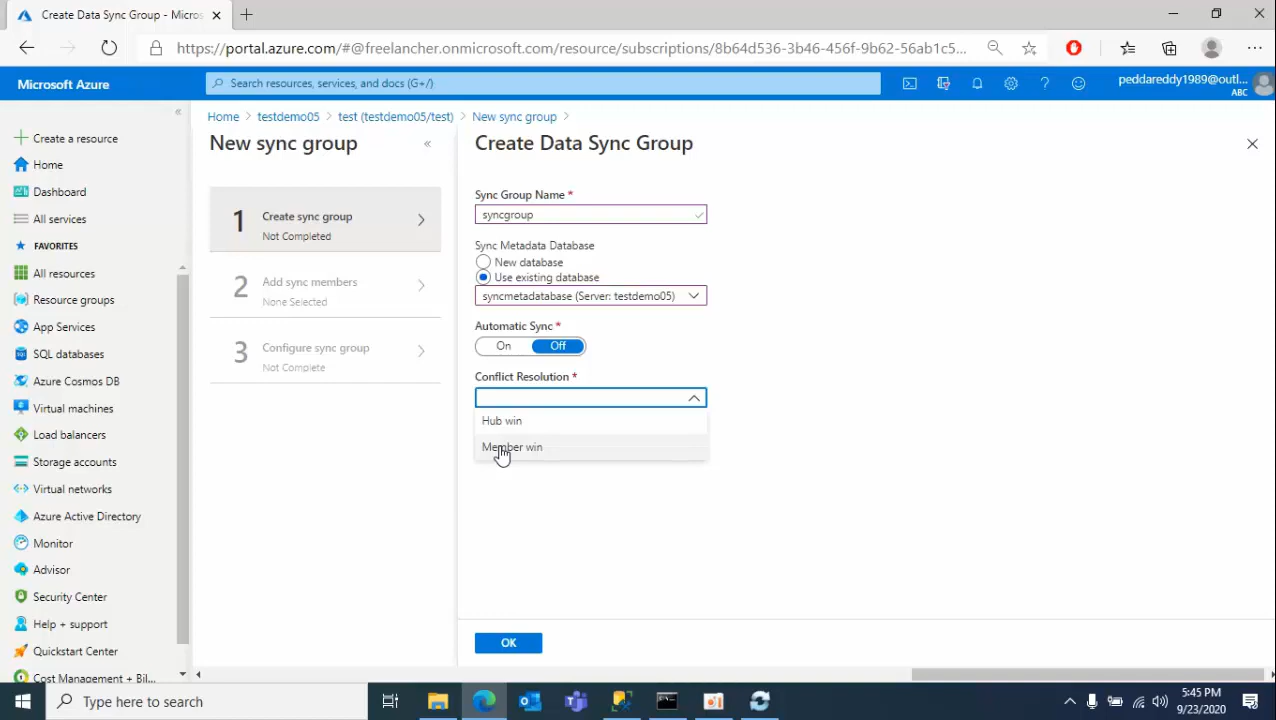 Create Data Sync Group - Micros
https://portal.azure.com/#@freelancher.onmicrosoft.com/resource/subscriptions/8b64d536-3b46-456f-9b62-56ab1c5...
Microsoft Azure
Search resources, services, and docs (G+/)
peddareddy1989@outl...
ABC
Home > testdemo05 > test (testdemo05/test) > New sync group >
Create a resource
Home
Dashboard
All services
FAVORITES
All resources
Resource groups
App Services
SQL databases
Azure Cosmos DB
Virtual machines
Load balancers
Storage accounts
Virtual networks
Azure Active Directory
Monitor
Advisor
Security Center
Help + support
Quickstart Center
Cost Management + Bil...
New sync group
1
Create sync group
Not Completed
2
Add sync members
None Selected
3
Configure sync group
Not Complete
Create Data Sync Group
Sync Group Name *
syncgroup
Sync Metadata Database
New database
Use existing database
syncmetadatabase (Server: testdemo05)
Automatic Sync *
On Off
Conflict Resolution *
Hub win
Member win
OK
Type here to search
5:45 PM
9/23/2020